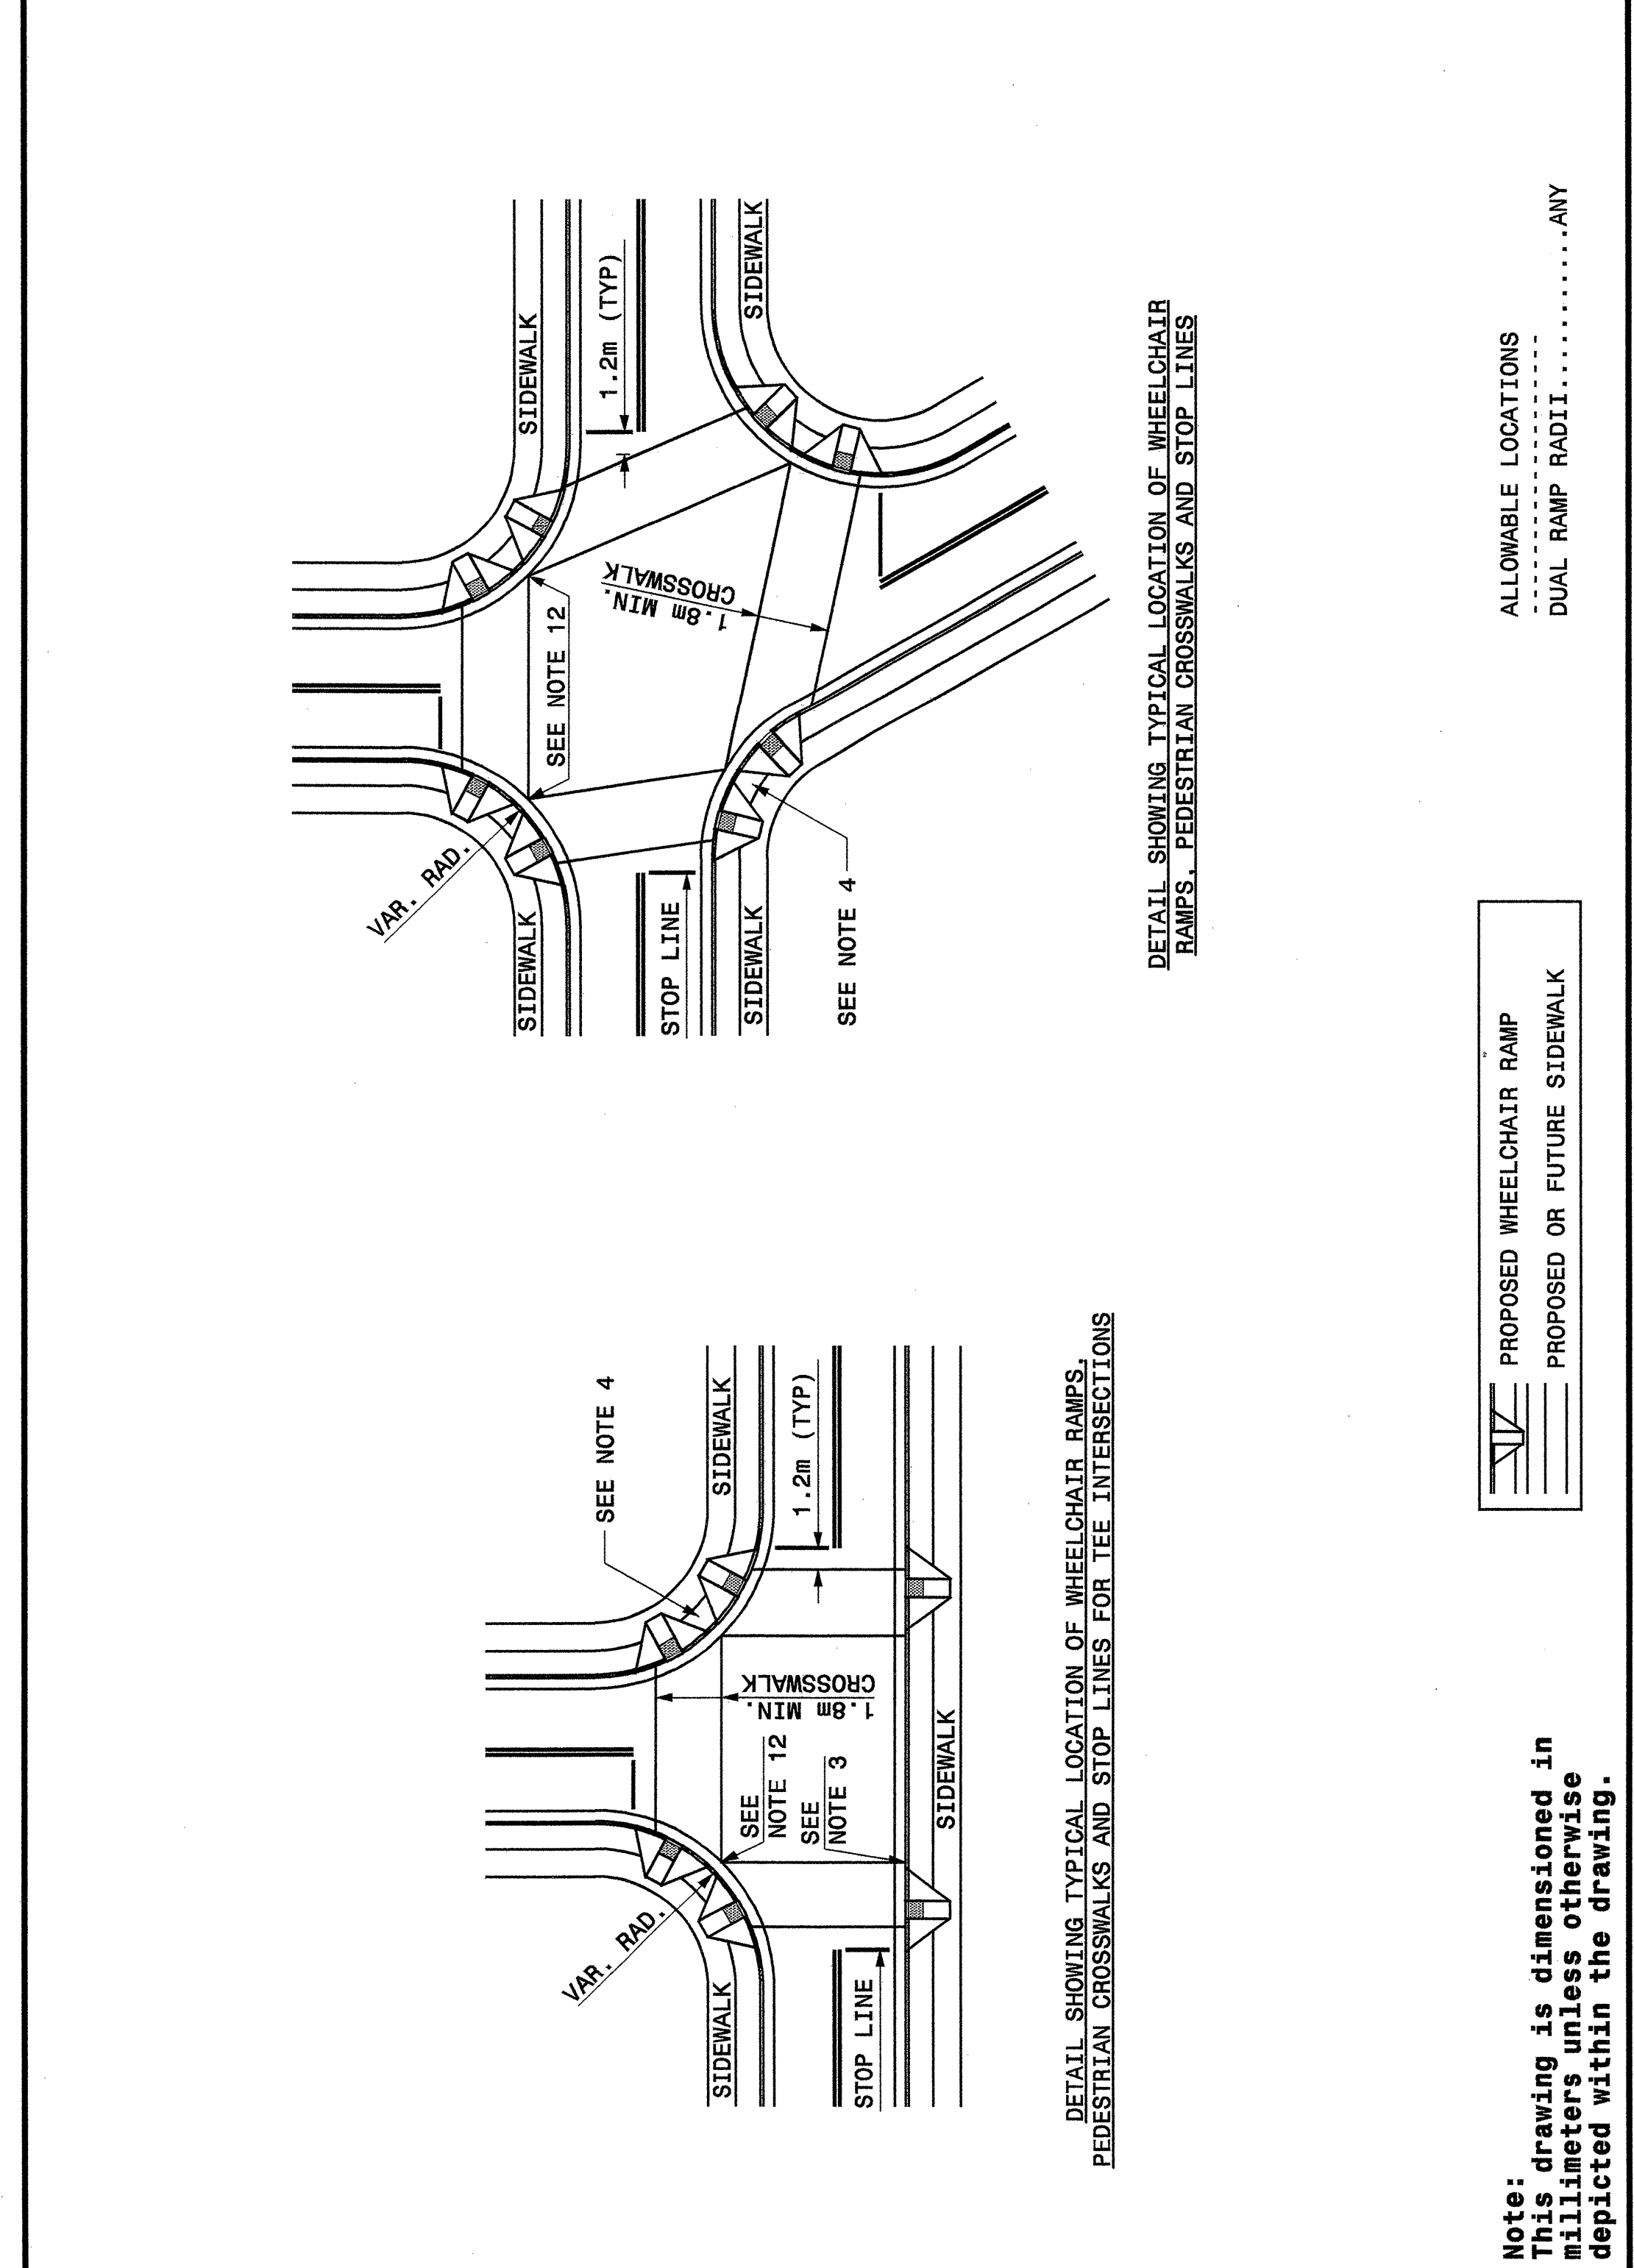 SEE NOTE 4
VAR. RAD.
SIDEWALK
SIDEWALK
1.2m (TYP)
1.8m MIN.
CROSSWALK
SEE
NOTE 12
SEE
NOTE 3
STOP LINE
SIDEWALK
DETAIL SHOWING TYPICAL LOCATION OF WHEELCHAIR RAMPS,
PEDESTRIAN CROSSWALKS AND STOP LINES FOR TEE INTERSECTIONS
VAR. RAD.
SIDEWALK
SIDEWALK
1.2m (TYP)
SEE NOTE 12
1.8m MIN.
CROSSWALK
STOP LINE
SIDEWALK
SIDEWALK
SEE NOTE 4
DETAIL SHOWING TYPICAL LOCATION OF WHEELCHAIR
RAMPS, PEDESTRIAN CROSSWALKS AND STOP LINES
Note:
This drawing is dimensioned in
millimeters unless otherwise
depicted within the drawing.
PROPOSED WHEELCHAIR RAMP
PROPOSED OR FUTURE SIDEWALK
ALLOWABLE LOCATIONS
--------------------
DUAL RAMP RADII...........ANY